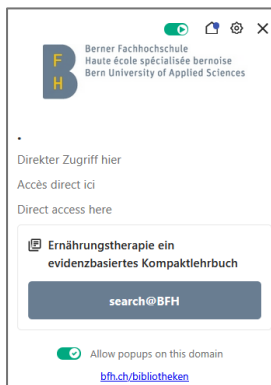 B
F
H
Berner Fachhochschule
Haute école spécialisée bernoise
Bern University of Applied Sciences
.
Direkter Zugriff hier
Accès direct ici
Direct access here
Ernährungstherapie ein
evidenzbasiertes Kompaktlehrbuch
search@BFH
Allow popups on this domain
bfh.ch/bibliotheken